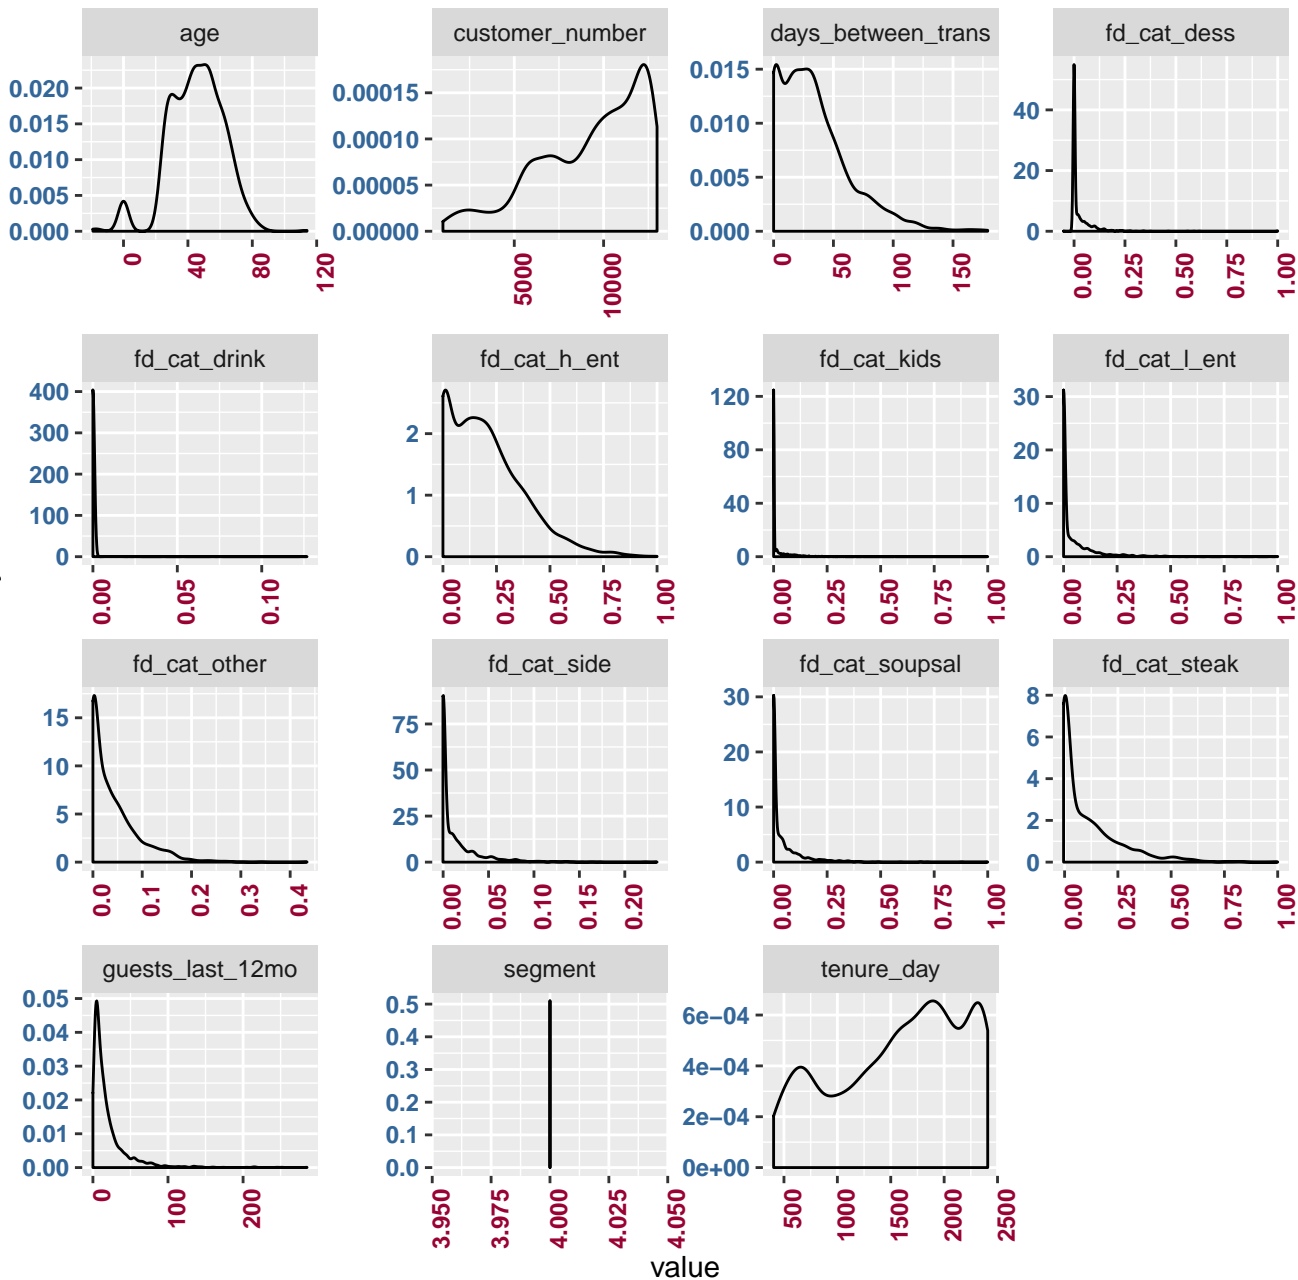 age customer_number days_between_trans fd_cat_dess
0.020 0.015 0.010 0.005 0.000
0.00015 0.00010 0.00005 0.00000
0.015 0.010 0.005 0.000
40 20 0
0 40 80 120
5000 10000
0 50 100 150
0.00 0.25 0.50 0.75 1.00
fd_cat_drink fd_cat_h_ent fd_cat_kids fd_cat_l_ent
400 300 200 100 0
2 1 0
120 80 40 0
30 20 10 0
0.00 0.05 0.10
0.00 0.25 0.50 0.75 1.00
0.00 0.25 0.50 0.75 1.00
0.00 0.25 0.50 0.75 1.00
fd_cat_other fd_cat_side fd_cat_soupsal fd_cat_steak
15 10 5 0
75 50 25 0
30 20 10 0
8 6 4 2 0
0.0 0.1 0.2 0.3 0.4
0.00 0.05 0.10 0.15 0.20
0.00 0.25 0.50 0.75 1.00
0.00 0.25 0.50 0.75 1.00
guests_last_12mo segment tenure_day
0.05 0.04 0.03 0.02 0.01 0.00
0.5 0.4 0.3 0.2 0.1 0.0
6e−04 4e−04 2e−04 0e+00
0 100 200
3.950 3.975 4.000 4.025 4.050
500 1000 1500 2000 2500
value